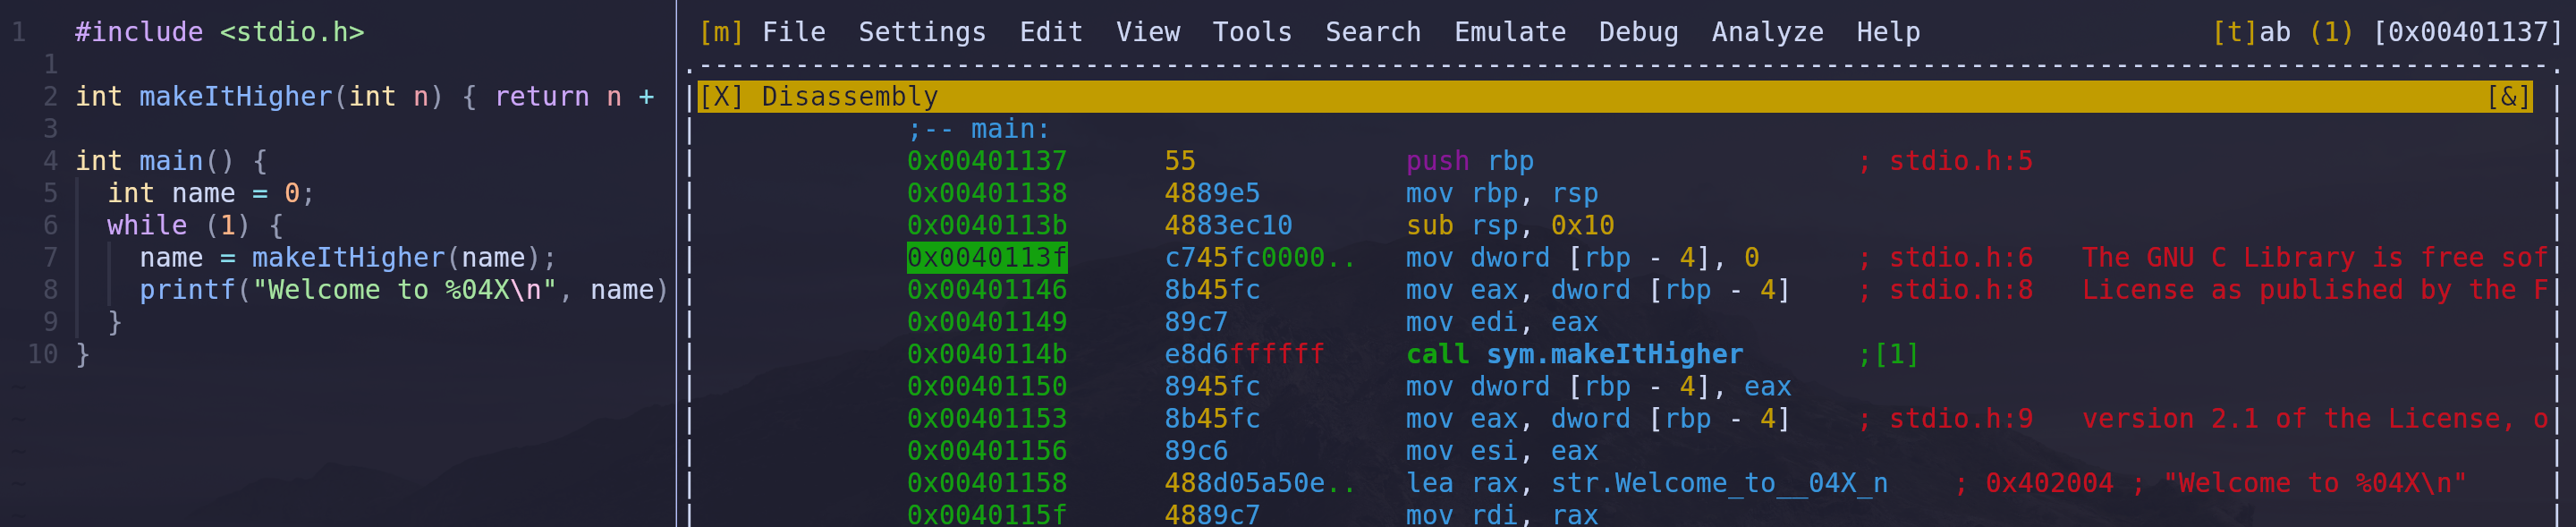 1 #include <stdio.h>
1
2 int makeItHigher(int n) { return n +
3
4 int main() {
5 int name = 0;
6 while (1) {
7 name = makeItHigher(name);
8 printf("Welcome to %04X\n", name)
9 }
10 }
~
~
~
~
[m] File Settings Edit View Tools Search Emulate Debug Analyze Help [t]ab (1) [0x00401137]
[X] Disassembly [&]
;-- main:
0x00401137 55 push rbp ; stdio.h:5
0x00401138 4889e5 mov rbp, rsp
0x0040113b 4883ec10 sub rsp, 0x10
0x0040113f c745fc0000.. mov dword [rbp - 4], 0 ; stdio.h:6 The GNU C Library is free sof
0x00401146 8b45fc mov eax, dword [rbp - 4] ; stdio.h:8 License as published by the F
0x00401149 89c7 mov edi, eax
0x0040114b e8d6ffffff call sym.makeItHigher ;[1]
0x00401150 8945fc mov dword [rbp - 4], eax
0x00401153 8b45fc mov eax, dword [rbp - 4] ; stdio.h:9 version 2.1 of the License, o
0x00401156 89c6 mov esi, eax
0x00401158 488d05a50e.. lea rax, str.Welcome_to__04X_n ; 0x402004 ; "Welcome to %04X\n"
0x0040115f 4889c7 mov rdi, rax